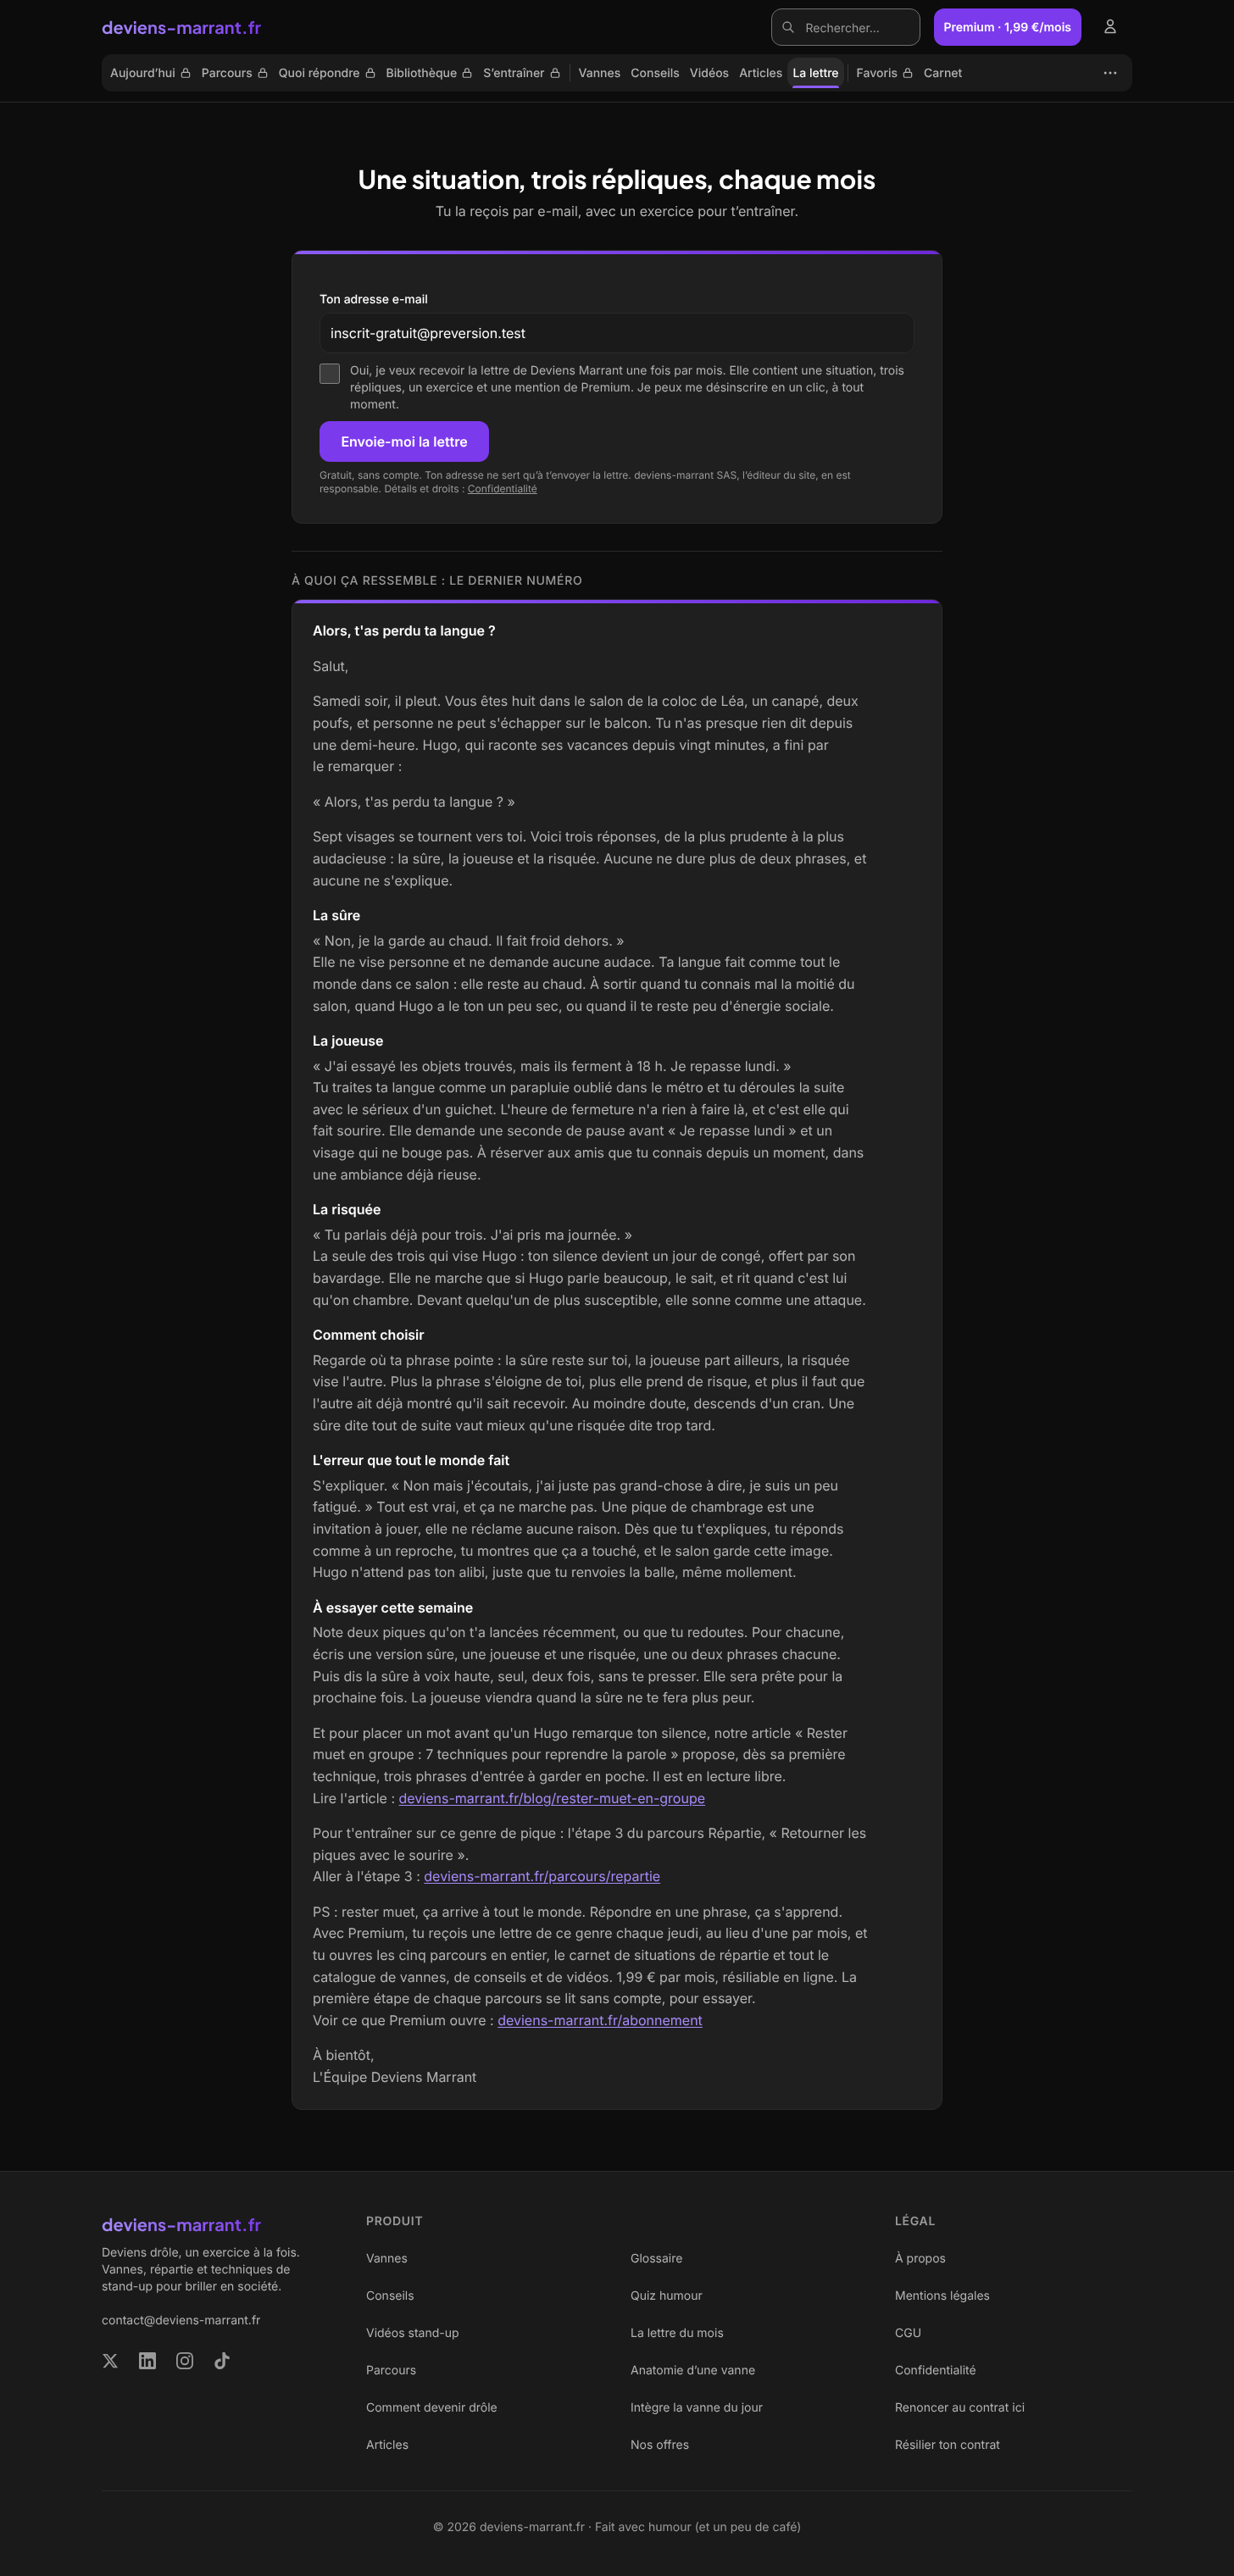 deviens-marrant.fr
Rechercher...
Premium · 1,99 €/mois
Aujourd’hui
Parcours
Quoi répondre
Bibliothèque
S’entraîner
Vannes
Conseils
Vidéos
Articles
La lettre
Favoris
Carnet
Une situation, trois répliques, chaque mois
Tu la reçois par e-mail, avec un exercice pour t’entraîner.
Ton adresse e-mail
inscrit-gratuit@preversion.test
Oui, je veux recevoir la lettre de Deviens Marrant une fois par mois. Elle contient une situation, trois
répliques, un exercice et une mention de Premium. Je peux me désinscrire en un clic, à tout
moment.
Envoie-moi la lettre
Gratuit, sans compte. Ton adresse ne sert qu’à t’envoyer la lettre. deviens-marrant SAS, l’éditeur du site, en est
responsable. Détails et droits : Confidentialité
À QUOI ÇA RESSEMBLE : LE DERNIER NUMÉRO
Alors, t'as perdu ta langue ?
Salut,
Samedi soir, il pleut. Vous êtes huit dans le salon de la coloc de Léa, un canapé, deux
poufs, et personne ne peut s'échapper sur le balcon. Tu n'as presque rien dit depuis
une demi-heure. Hugo, qui raconte ses vacances depuis vingt minutes, a fini par
le remarquer :
« Alors, t'as perdu ta langue ? »
Sept visages se tournent vers toi. Voici trois réponses, de la plus prudente à la plus
audacieuse : la sûre, la joueuse et la risquée. Aucune ne dure plus de deux phrases, et
aucune ne s'explique.
La sûre
« Non, je la garde au chaud. Il fait froid dehors. »
Elle ne vise personne et ne demande aucune audace. Ta langue fait comme tout le
monde dans ce salon : elle reste au chaud. À sortir quand tu connais mal la moitié du
salon, quand Hugo a le ton un peu sec, ou quand il te reste peu d'énergie sociale.
La joueuse
« J'ai essayé les objets trouvés, mais ils ferment à 18 h. Je repasse lundi. »
Tu traites ta langue comme un parapluie oublié dans le métro et tu déroules la suite
avec le sérieux d'un guichet. L'heure de fermeture n'a rien à faire là, et c'est elle qui
fait sourire. Elle demande une seconde de pause avant « Je repasse lundi » et un
visage qui ne bouge pas. À réserver aux amis que tu connais depuis un moment, dans
une ambiance déjà rieuse.
La risquée
« Tu parlais déjà pour trois. J'ai pris ma journée. »
La seule des trois qui vise Hugo : ton silence devient un jour de congé, offert par son
bavardage. Elle ne marche que si Hugo parle beaucoup, le sait, et rit quand c'est lui
qu'on chambre. Devant quelqu'un de plus susceptible, elle sonne comme une attaque.
Comment choisir
Regarde où ta phrase pointe : la sûre reste sur toi, la joueuse part ailleurs, la risquée
vise l'autre. Plus la phrase s'éloigne de toi, plus elle prend de risque, et plus il faut que
l'autre ait déjà montré qu'il sait recevoir. Au moindre doute, descends d'un cran. Une
sûre dite tout de suite vaut mieux qu'une risquée dite trop tard.
L'erreur que tout le monde fait
S'expliquer. « Non mais j'écoutais, j'ai juste pas grand-chose à dire, je suis un peu
fatigué. » Tout est vrai, et ça ne marche pas. Une pique de chambrage est une
invitation à jouer, elle ne réclame aucune raison. Dès que tu t'expliques, tu réponds
comme à un reproche, tu montres que ça a touché, et le salon garde cette image.
Hugo n'attend pas ton alibi, juste que tu renvoies la balle, même mollement.
À essayer cette semaine
Note deux piques qu'on t'a lancées récemment, ou que tu redoutes. Pour chacune,
écris une version sûre, une joueuse et une risquée, une ou deux phrases chacune.
Puis dis la sûre à voix haute, seul, deux fois, sans te presser. Elle sera prête pour la
prochaine fois. La joueuse viendra quand la sûre ne te fera plus peur.
Et pour placer un mot avant qu'un Hugo remarque ton silence, notre article « Rester
muet en groupe : 7 techniques pour reprendre la parole » propose, dès sa première
technique, trois phrases d'entrée à garder en poche. Il est en lecture libre.
Lire l'article : deviens-marrant.fr/blog/rester-muet-en-groupe
Pour t'entraîner sur ce genre de pique : l'étape 3 du parcours Répartie, « Retourner les
piques avec le sourire ».
Aller à l'étape 3 : deviens-marrant.fr/parcours/repartie
PS : rester muet, ça arrive à tout le monde. Répondre en une phrase, ça s'apprend.
Avec Premium, tu reçois une lettre de ce genre chaque jeudi, au lieu d'une par mois, et
tu ouvres les cinq parcours en entier, le carnet de situations de répartie et tout le
catalogue de vannes, de conseils et de vidéos. 1,99 € par mois, résiliable en ligne. La
première étape de chaque parcours se lit sans compte, pour essayer.
Voir ce que Premium ouvre : deviens-marrant.fr/abonnement
À bientôt,
L'Équipe Deviens Marrant
deviens-marrant.fr
Deviens drôle, un exercice à la fois.
Vannes, répartie et techniques de
stand-up pour briller en société.
contact@deviens-marrant.fr
PRODUIT
Vannes
Conseils
Vidéos stand-up
Parcours
Comment devenir drôle
Articles
Glossaire
Quiz humour
La lettre du mois
Anatomie d’une vanne
Intègre la vanne du jour
Nos offres
LÉGAL
À propos
Mentions légales
CGU
Confidentialité
Renoncer au contrat ici
Résilier ton contrat
© 2026 deviens-marrant.fr · Fait avec humour (et un peu de café)